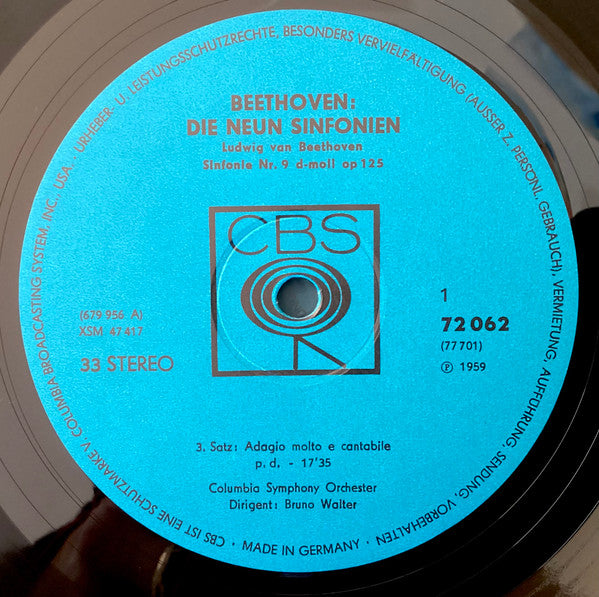 BEETHOVEN:
DIE NEUN SINFONIEN
Ludwig van Beethoven
Sinfonie Nr. 9 d-moll op 125
CBS
R
(679 956 A)
XSM 47 417
33 STEREO
1
72 062
(77 701)
Ⓟ 1959
3. Satz: Adagio molto e cantabile
p. d. - 17'35
Columbia Symphony Orchester
Dirigent: Bruno Walter
CBS IST EINE SCHUTZMARKE V. COLUMBIA BROADCASTING SYSTEM, INC., USA. · URHEBER U. LEISTUNGSSCHUTZRECHTE, BESONDERS VERVIELFÄLTIGUNG (AUSSER Z. PERSÖNL. GEBRAUCH), VERMIETUNG, AUFFÜHRUNG, SENDUNG, VORBEHALTEN · MADE IN GERMANY ·